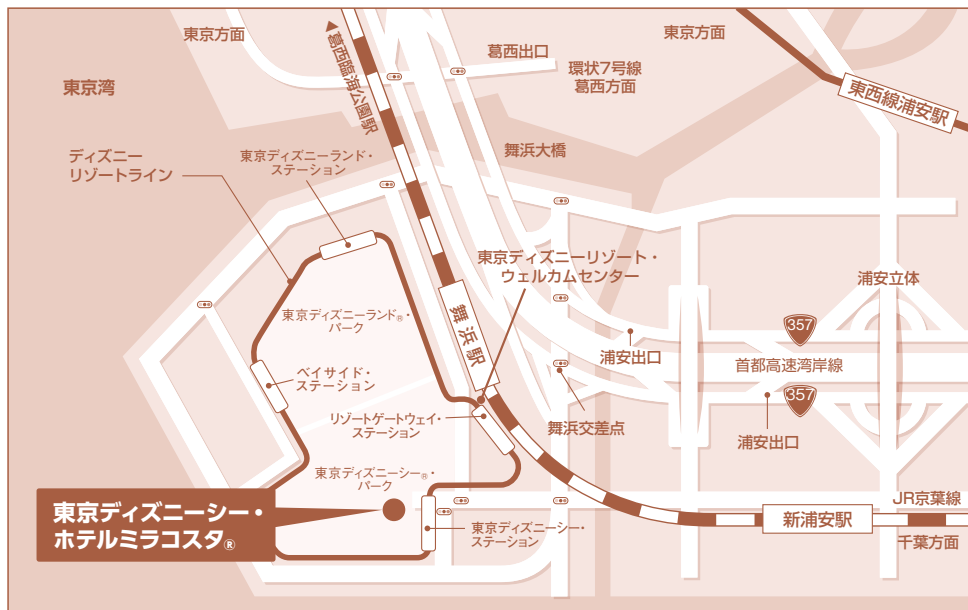 東京方面
葛西出口
東京方面
環状7号線
葛西方面
東京湾
▲葛西臨海公園駅
東西線浦安駅
舞浜大橋
ディズニー
リゾートライン
東京ディズニーランド・
ステーション
東京ディズニーリゾート・
ウェルカムセンター
浦安立体
東京ディズニーランド®・
パーク
舞浜駅
357
浦安出口
首都高速湾岸線
ベイサイド・
ステーション
357
リゾートゲートウェイ・
ステーション
舞浜交差点
浦安出口
東京ディズニーシー®・
パーク
JR京葉線
東京ディズニーシー・
ホテルミラコスタ®
東京ディズニーシー・
ステーション
新浦安駅
千葉方面